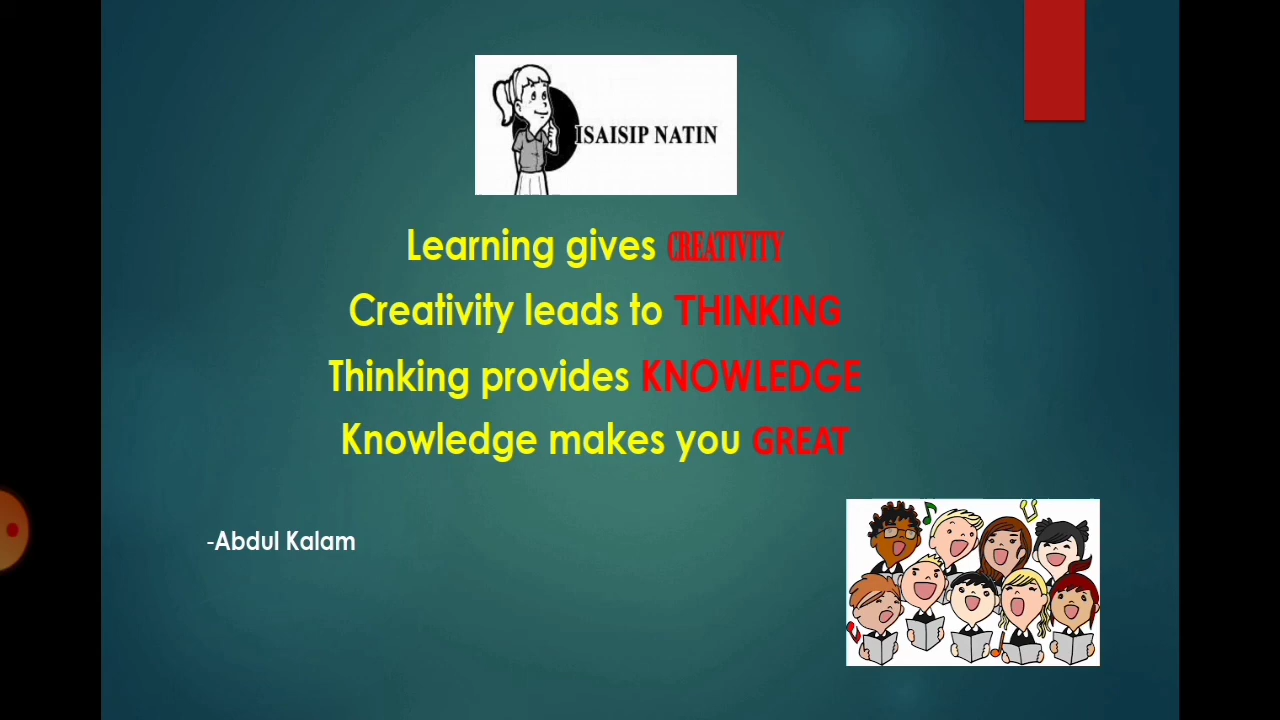 ISAISIP NATIN
Learning gives CREATIVITY
Creativity leads to THINKING
Thinking provides KNOWLEDGE
Knowledge makes you GREAT
-Abdul Kalam